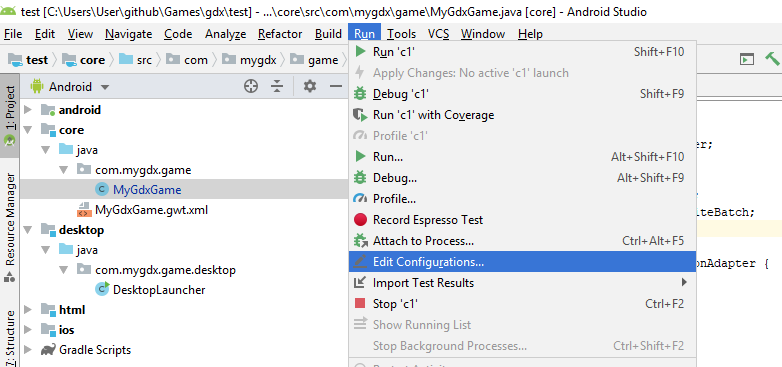 test [C:\Users\User\github\Games\gdx\test] - ...\core\src\com\mygdx\game\MyGdxGame.java [core] - Android Studio
File Edit View Navigate Code Analyze Refactor Build Run Tools VCS Window Help
test core src com mygdx game
Android
android
core
java
com.mygdx.game
MyGdxGame
MyGdxGame.gwt.xml
desktop
java
com.mygdx.game.desktop
DesktopLauncher
html
ios
Gradle Scripts
1: Project
Resource Manager
7: Structure
Run 'c1' Shift+F10
Apply Changes: No active 'c1' launch
Debug 'c1' Shift+F9
Run 'c1' with Coverage
Profile 'c1'
Run... Alt+Shift+F10
Debug... Alt+Shift+F9
Profile...
Record Espresso Test
Attach to Process... Ctrl+Alt+F5
Edit Configurations...
Import Test Results
Stop 'c1' Ctrl+F2
Show Running List
Stop Background Processes... Ctrl+Shift+F2
er;
iteBatch;
onAdapter {